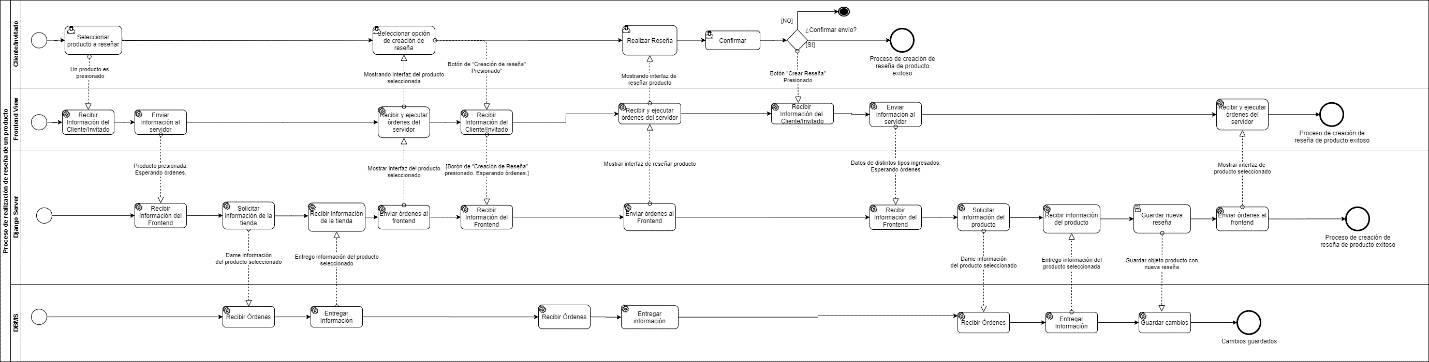 Proceso de realización de reseña de un producto
Cliente/Invitado
Seleccionar
producto a reseñar
Un producto es
presionado
Seleccionar opción
de creación de
reseña
Mostrando interfaz del producto
seleccionado
Botón de "Creación de reseña"
Presionado"
Realizar Reseña
Mostrando interfaz de
reseñar producto
Confirmar
[NO]
¿Confirmar envío?
[SI]
Botón "Crear Reseña"
Presionado
Proceso de creación de
reseña de producto
exitoso
Frontend View
Recibir
Información del
Cliente/Invitado
Enviar
información al
servidor
Recibir y ejecutar
órdenes del
servidor
Recibir
Información del
Cliente/Invitado
Recibir y ejecutar
órdenes del servidor
Recibir
Información del
Cliente/Invitado
Enviar
información al
servidor
Recibir y ejecutar
órdenes del
servidor
Proceso de creación de
reseña de producto exitoso
Producto presionada.
Esperando órdenes.
Mostrar interfaz del producto
seleccionado
[Botón de "Creación de Reseña"
presionado. Esperando órdenes.]
Mostrar interfaz de reseñar producto
Datos de distintos tipos ingresados.
Esperando órdenes
Mostrar interfaz de
producto seleccionado
Django Server
Recibir
Información del
Frontend
Solicitar
información de la
tienda
Recibir información
de la tienda
Enviar órdenes al
frontend
Recibir
Información del
Frontend
Enviar órdenes al
Frontend
Recibir
Información del
Frontend
Solicitar
información del
producto
Recibir información
del producto
Guardar nueva
reseña
Enviar órdenes al
frontend
Proceso de creación de
reseña de producto exitoso
Dame información
del producto seleccionado
Entrego información del producto
seleccionado
Dame información
del producto seleccionado
Entrego información del
producto seleccionada
Guardar objeto producto con
nueva reseña
DBMS
Recibir Órdenes
Entregar
Información
Recibir Órdenes
Entregar
información
Recibir Órdenes
Entregar
Información
Guardar cambios
Cambios guardados